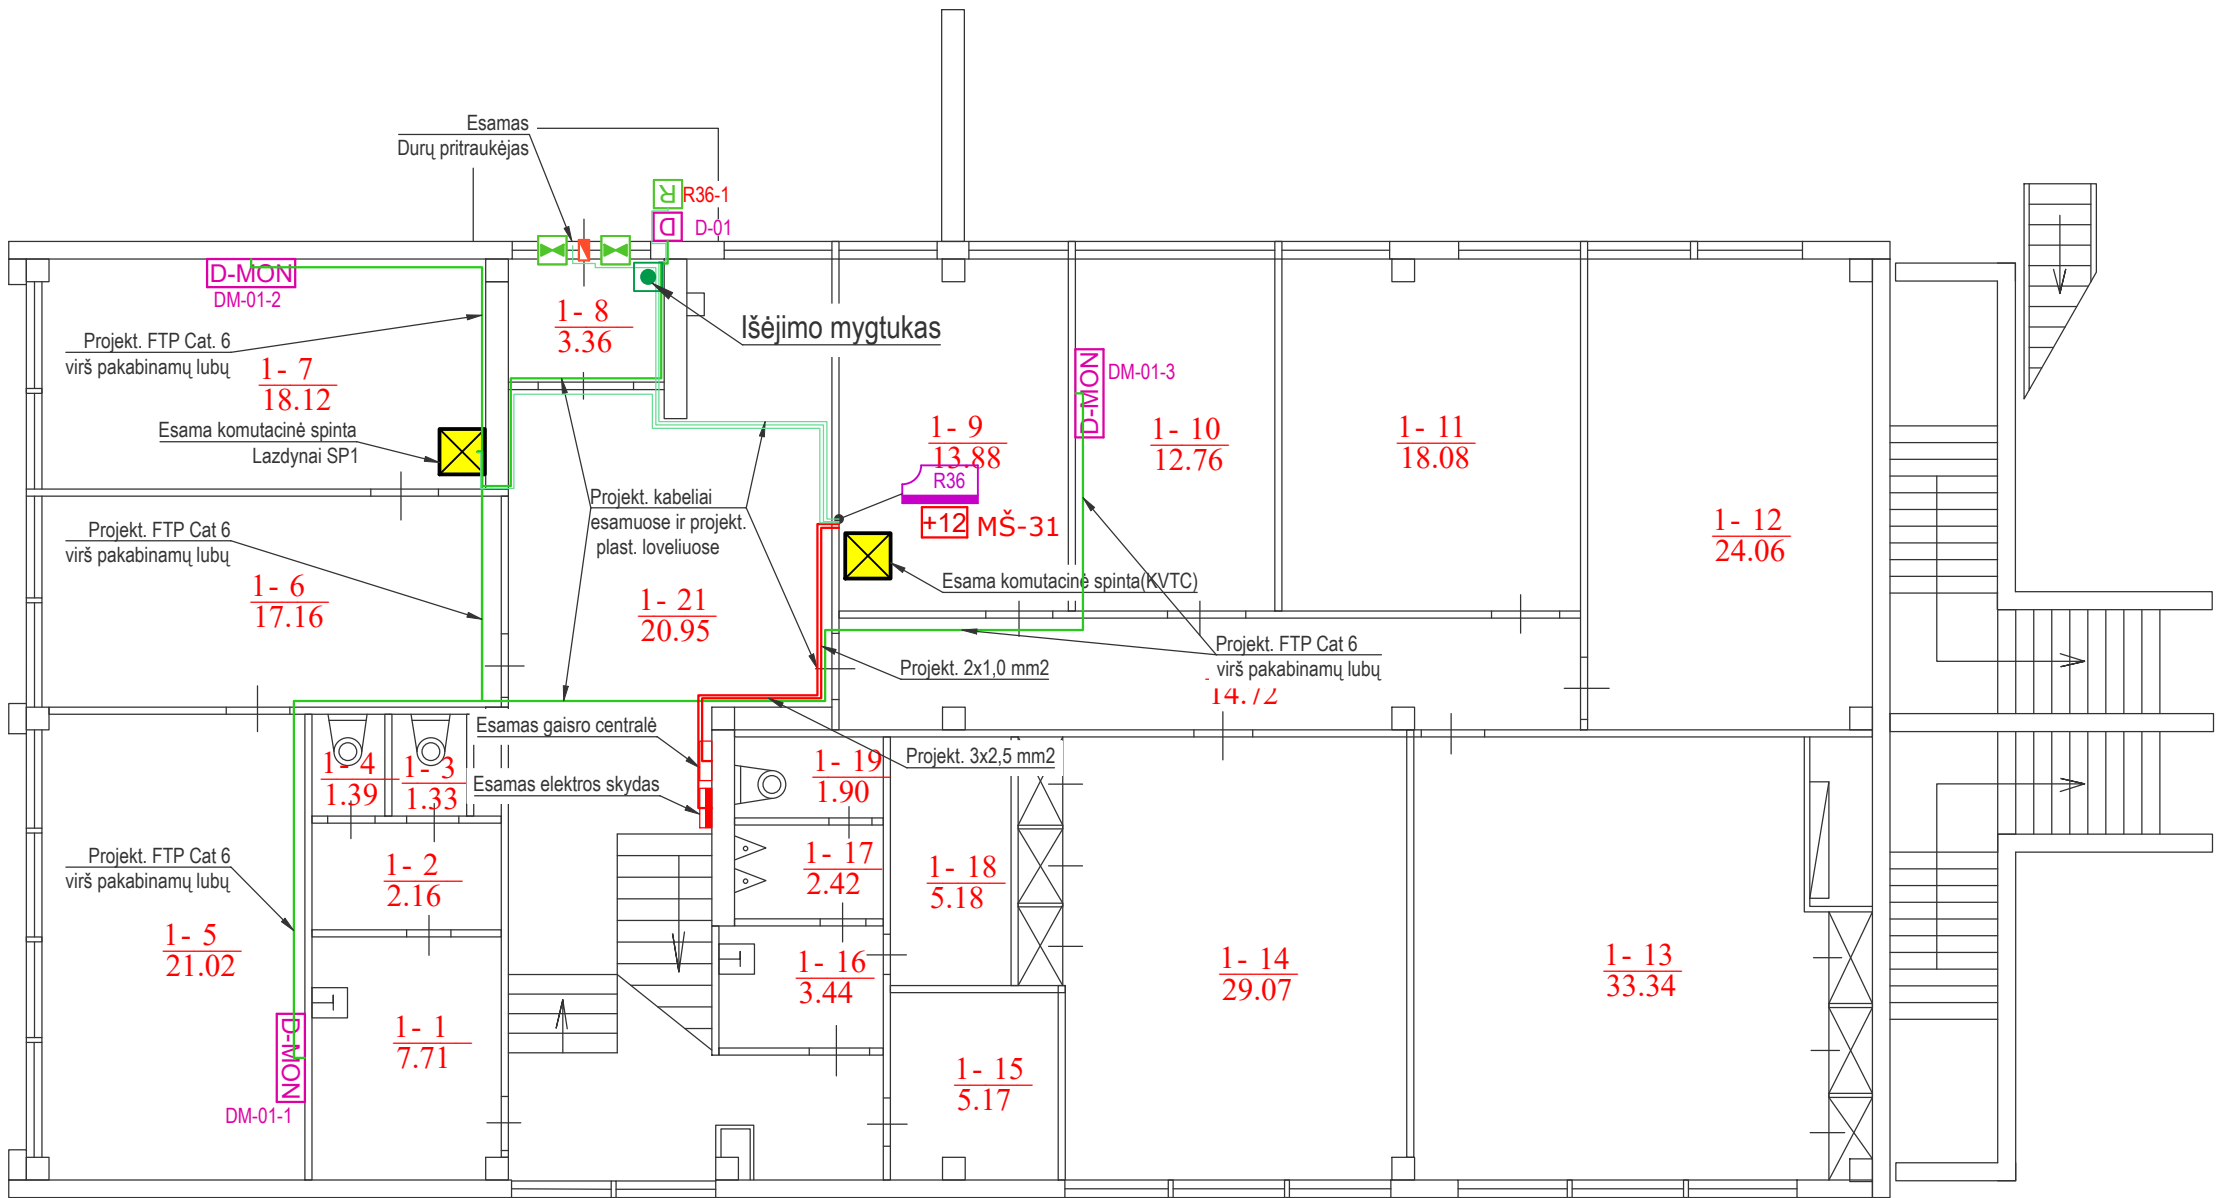 Esamas
Durų pritraukėjas
R
R36-1
D
D-01
D-MON
DM-01-2
1- 8
3.36
Išėjimo mygtukas
Projekt. FTP Cat. 6
virš pakabinamų lubų
1- 7
18.12
D-MON
DM-01-3
Esama komutacinė spinta
Lazdynai SP1
1- 9
13.88
1- 10
12.76
1- 11
18.08
R36
+12
MŠ-31
Projekt. kabeliai
esamuose ir projekt.
plast. loveliuose
1- 12
24.06
Projekt. FTP Cat 6
virš pakabinamų lubų
1- 6
17.16
Esama komutacinė spinta(KVTC)
1- 21
20.95
Projekt. 2x1,0 mm2
Projekt. FTP Cat 6
virš pakabinamų lubų
14.72
Esamas gaisro centralė
Projekt. 3x2,5 mm2
1- 4
1.39
1- 3
1.33
Esamas elektros skydas
1- 19
1.90
Projekt. FTP Cat 6
virš pakabinamų lubų
1- 2
2.16
1- 17
2.42
1- 18
5.18
1- 5
21.02
1- 16
3.44
1- 14
29.07
1- 13
33.34
D-MON
DM-01-1
1- 1
7.71
1- 15
5.17